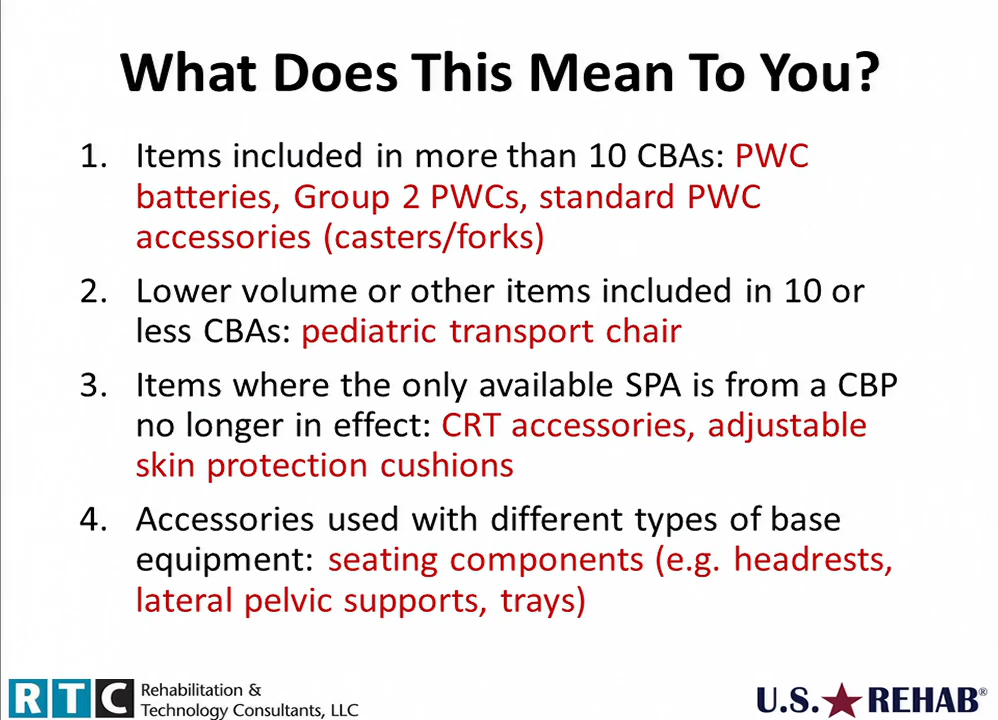 What Does This Mean To You?
1. Items included in more than 10 CBAs: PWC
batteries, Group 2 PWCs, standard PWC
accessories (casters/forks)
2. Lower volume or other items included in 10 or
less CBAs: pediatric transport chair
3. Items where the only available SPA is from a CBP
no longer in effect: CRT accessories, adjustable
skin protection cushions
4. Accessories used with different types of base
equipment: seating components (e.g. headrests,
lateral pelvic supports, trays)
RTC Rehabilitation &
Technology Consultants, LLC
U.S. REHAB®